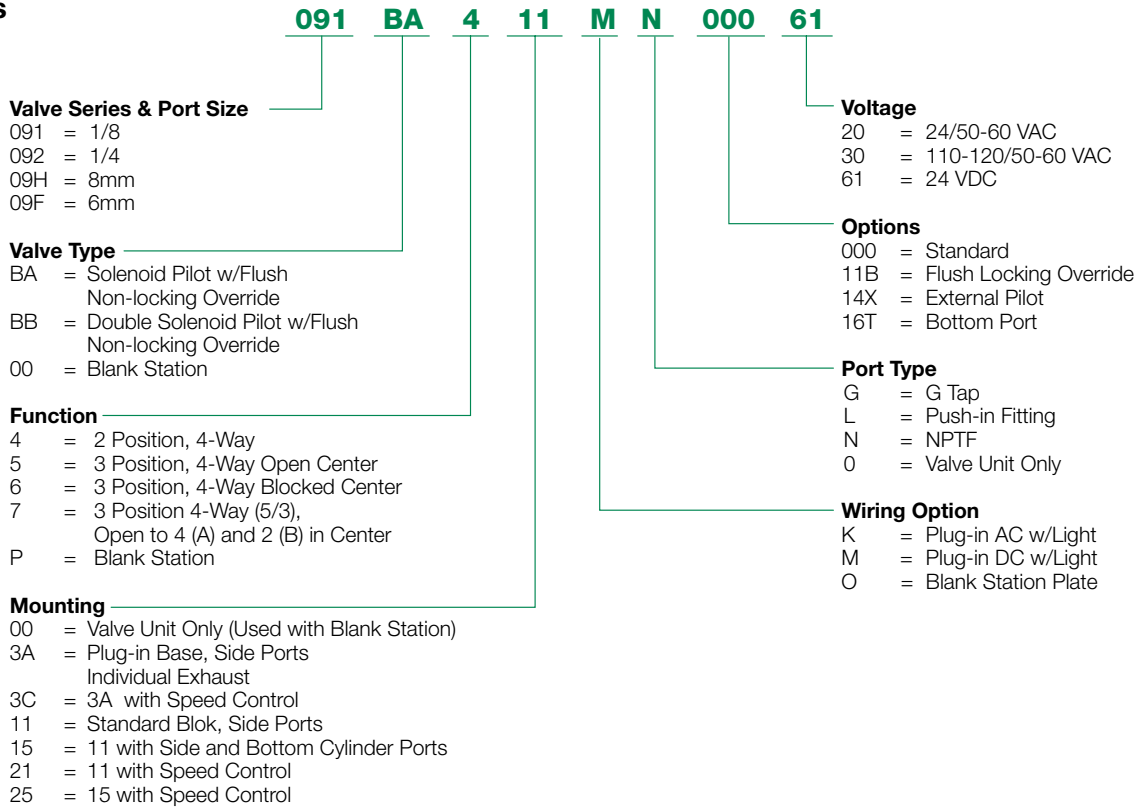 s
091 BA 4 11 M N 000 61
Valve Series & Port Size
091 = 1/8
092 = 1/4
09H = 8mm
09F = 6mm
Valve Type
BA = Solenoid Pilot w/Flush
Non-locking Override
BB = Double Solenoid Pilot w/Flush
Non-locking Override
00 = Blank Station
Function
4 = 2 Position, 4-Way
5 = 3 Position, 4-Way Open Center
6 = 3 Position, 4-Way Blocked Center
7 = 3 Position 4-Way (5/3),
Open to 4 (A) and 2 (B) in Center
P = Blank Station
Mounting
00 = Valve Unit Only (Used with Blank Station)
3A = Plug-in Base, Side Ports
Individual Exhaust
3C = 3A with Speed Control
11 = Standard Blok, Side Ports
15 = 11 with Side and Bottom Cylinder Ports
21 = 11 with Speed Control
25 = 15 with Speed Control
Voltage
20 = 24/50-60 VAC
30 = 110-120/50-60 VAC
61 = 24 VDC
Options
000 = Standard
11B = Flush Locking Override
14X = External Pilot
16T = Bottom Port
Port Type
G = G Tap
L = Push-in Fitting
N = NPTF
0 = Valve Unit Only
Wiring Option
K = Plug-in AC w/Light
M = Plug-in DC w/Light
O = Blank Station Plate